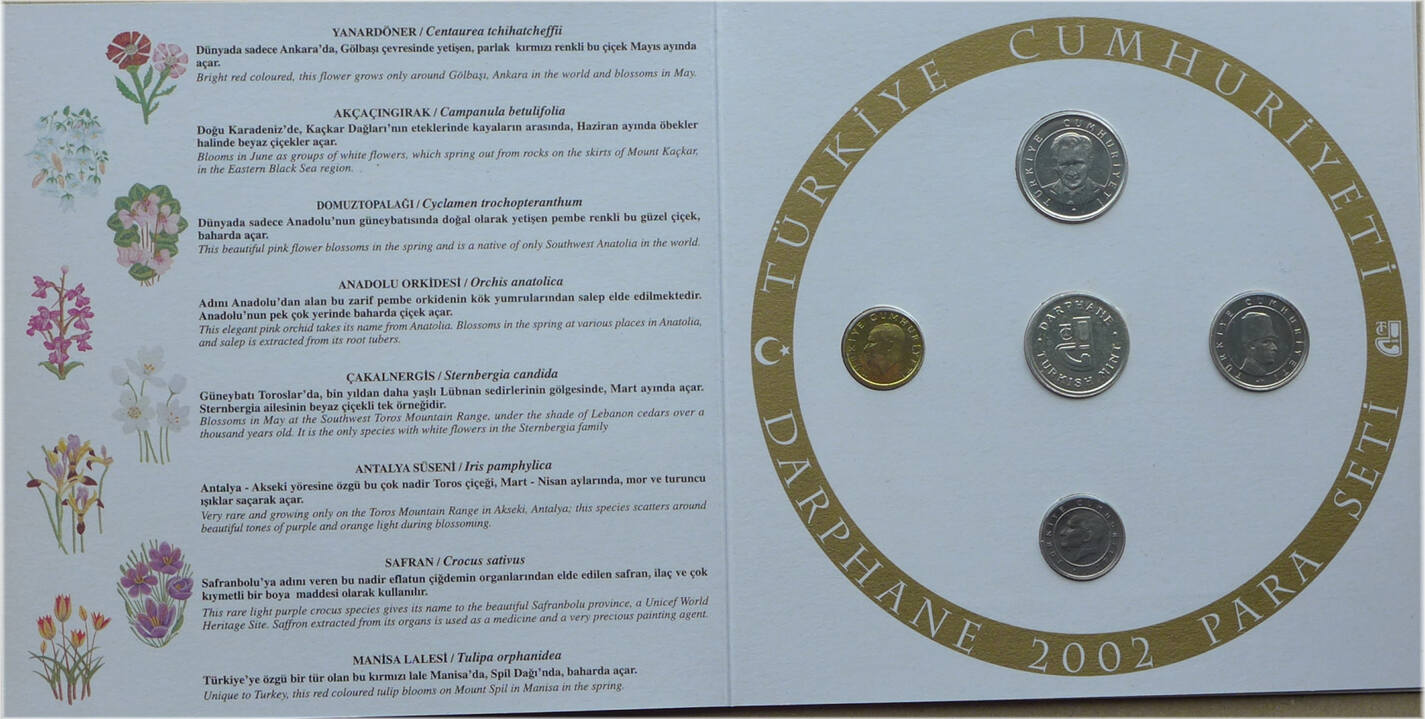 YANARDÖNER / Centaurea tchihatcheffii
Dünyada sadece Ankara'da, Gölbaşı çevresinde yetişen, parlak kırmızı renkli bu çiçek Mayıs ayında
açar.
Bright red coloured, this flower grows only around Gölbaşı, Ankara in the world and blossoms in May.
AKÇAÇINGIRAK / Campanula betulifolia
Doğu Karadeniz'de, Kaçkar Dağları'nın eteklerinde kayaların arasında, Haziran ayında öbekler
halinde beyaz çiçekler açar.
Blooms in June as groups of white flowers, which spring out from rocks on the skirts of Mount Kaçkar,
in the Eastern Black Sea region.
DOMUZTOPALAĞI / Cyclamen trochopteranthum
Dünyada sadece Anadolu'nun güneybatısında doğal olarak yetişen pembe renkli bu güzel çiçek,
baharda açar.
This beautiful pink flower blossoms in the spring and is a native of only Southwest Anatolia in the world.
ANADOLU ORKİDESİ / Orchis anatolica
Adını Anadolu'dan alan bu zarif pembe orkidenin kök yumrularından salep elde edilmektedir.
Anadolu'nun pek çok yerinde baharda çiçek açar.
This elegant pink orchid takes its name from Anatolia. Blossoms in the spring at various places in Anatolia,
and salep is extracted from its root tubers.
ÇAKALNERGİS / Sternbergia candida
Güneybatı Toroslar'da, bin yıldan daha yaşlı Lübnan sedirlerinin gölgesinde, Mart ayında açar.
Sternbergia ailesinin beyaz çiçekli tek örneğidir.
Blossoms in May at the Southwest Toros Mountain Range, under the shade of Lebanon cedars over a
thousand years old. It is the only species with white flowers in the Sternbergia family
ANTALYA SÜSENİ / Iris pamphylica
Antalya - Akseki yöresine özgü bu çok nadir Toros çiçeği, Mart - Nisan aylarında, mor ve turuncu
ışıklar saçarak açar.
Very rare and growing only on the Toros Mountain Range in Akseki, Antalya; this species scatters around
beautiful tones of purple and orange light during blossoming.
SAFRAN / Crocus sativus
Safranbolu'ya adını veren bu nadir eflatun çiğdemin organlarından elde edilen safran, ilaç ve çok
kıymetli bir boya maddesi olarak kullanılır.
This rare light purple crocus species gives its name to the beautiful Safranbolu province, a Unicef World
Heritage Site. Saffron extracted from its organs is used as a medicine and a very precious painting agent.
MANİSA LALESİ / Tulipa orphanidea
Türkiye'ye özgü bir tür olan bu kırmızı lale Manisa'da, Spil Dağı'nda, baharda açar.
Unique to Turkey, this red coloured tulip blooms on Mount Spil in Manisa in the spring.
TÜRKİYE CUMHURİYETİ
DARPHANE 2002 PARA SETİ
TÜRKİYE CUMHURİYETİ
TÜRKİYE CUMHURİYETİ
DARPHANE
TURKISH MINT
TÜRKİYE CUMHURİYETİ
TÜRKİYE CUMHURİYETİ